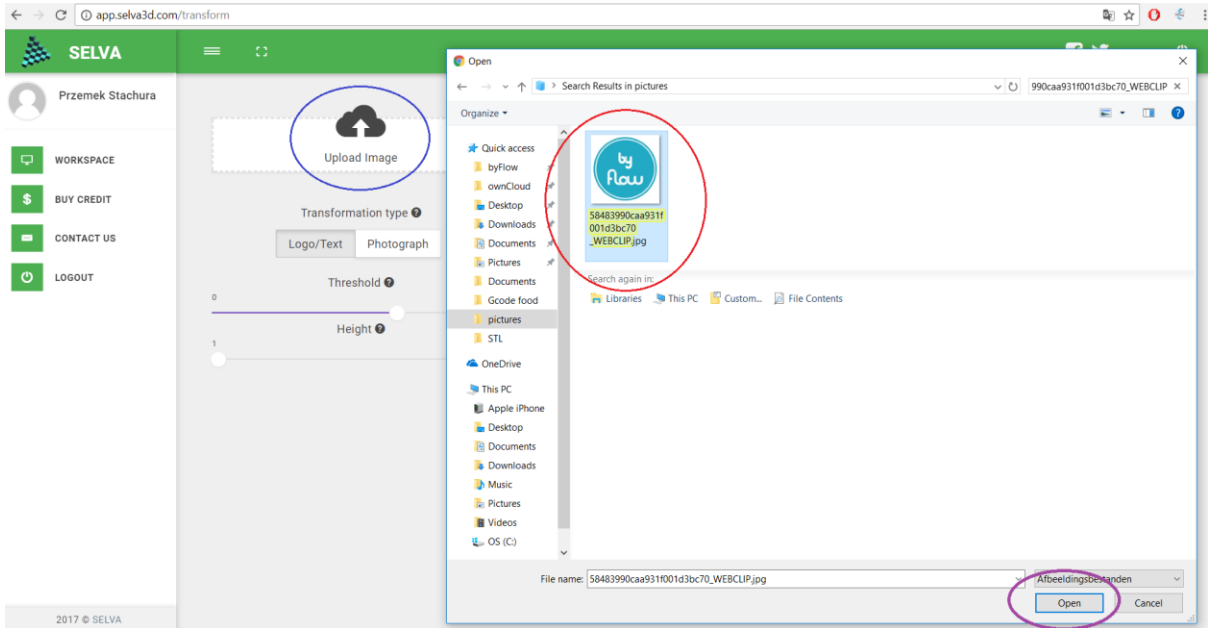 app.selva3d.com/transform
SELVA
Przemek Stachura
WORKSPACE
BUY CREDIT
CONTACT US
LOGOUT
2017 © SELVA
Upload Image
Transformation type
Logo/Text Photograph
Threshold
0
Height
1
Open
Search Results in pictures
990caa931f001d3bc70_WEBCLIP
Organize
Quick access
byFlow
ownCloud
Desktop
Downloads
Documents
Pictures
Documents
Gcode food
pictures
STL
OneDrive
This PC
Apple iPhone
Desktop
Documents
Downloads
Music
Pictures
Videos
OS (C:)
by
flow
58483990caa931f
001d3bc70
_WEBCLIP.jpg
Search again in:
Libraries This PC Custom... File Contents
File name: 58483990caa931f001d3bc70_WEBCLIP.jpg
Afbeeldingsbestanden
Open Cancel